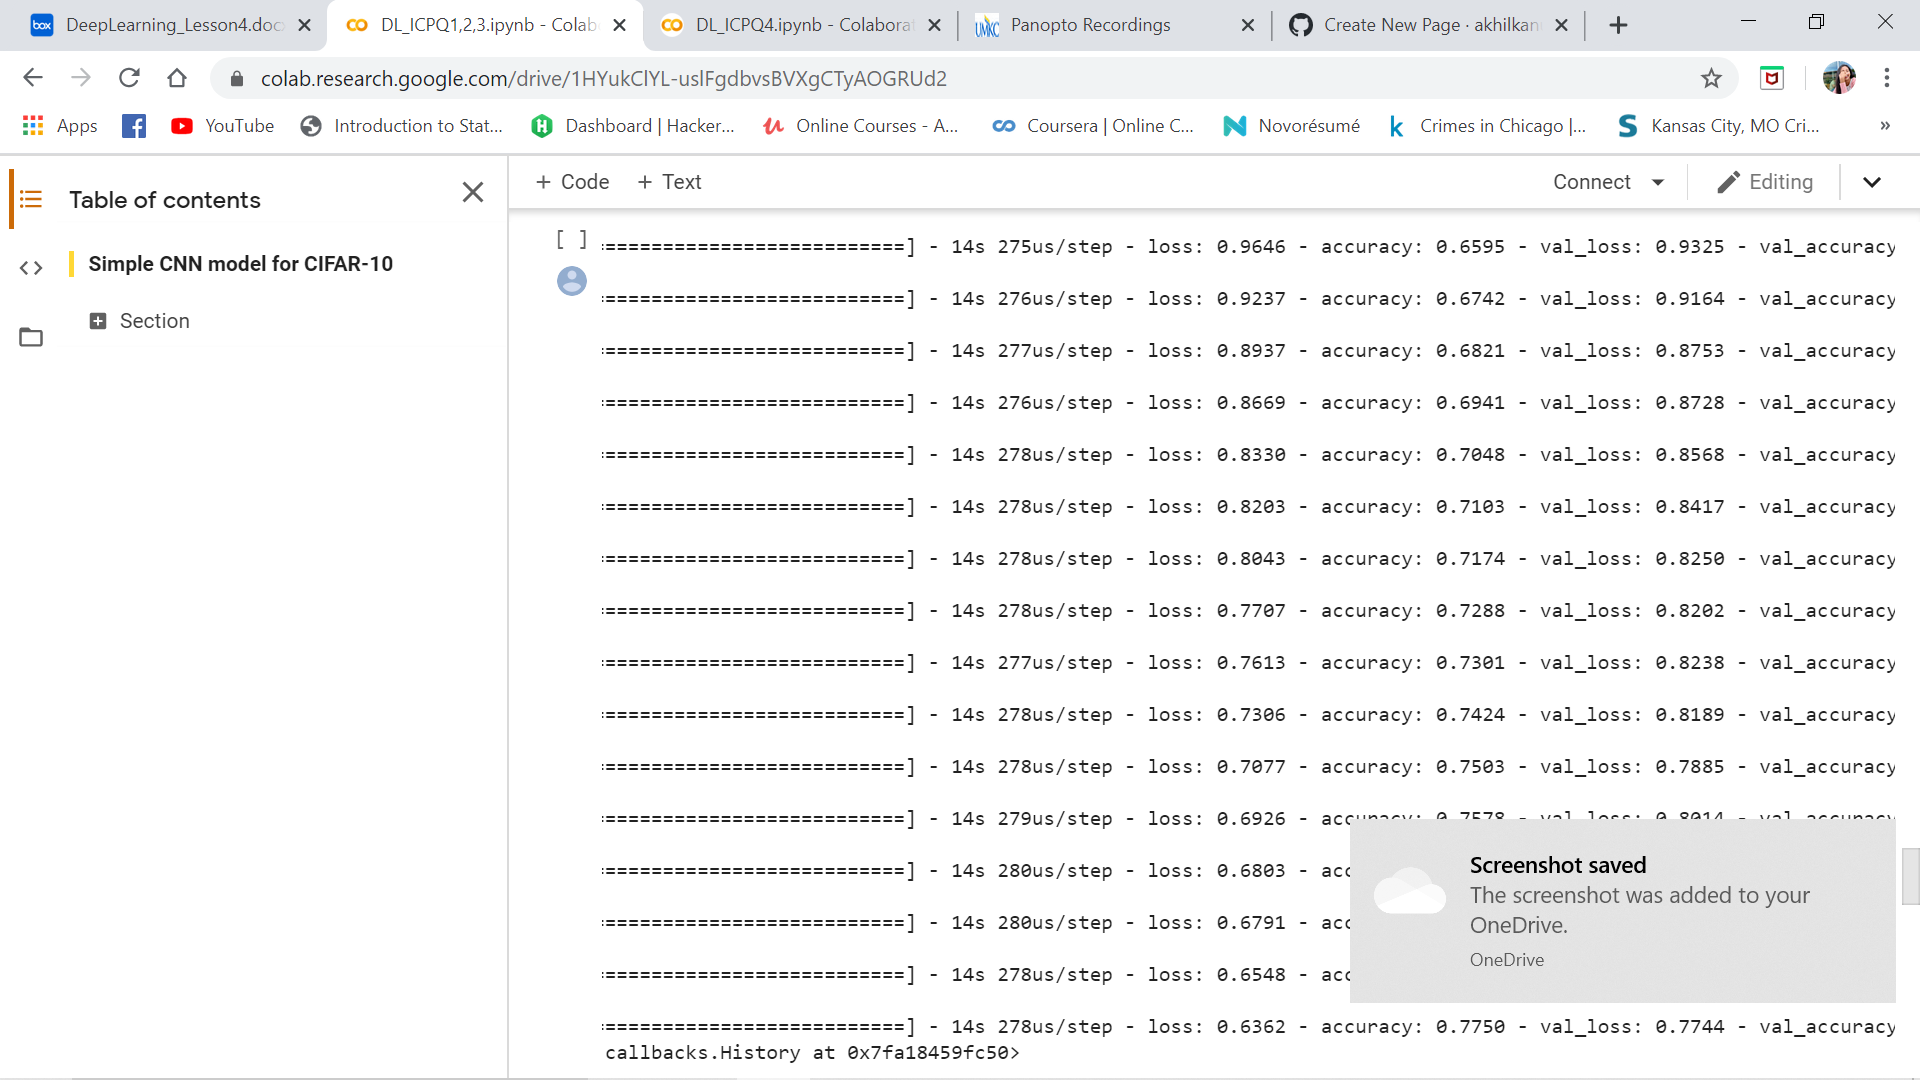 box DeepLearning_Lesson4.doc
DL_ICPQ1,2,3.ipynb - Colab
DL_ICPQ4.ipynb - Colaborat
UMKC Panopto Recordings
Create New Page · akhilkan
colab.research.google.com/drive/1HYukClYL-uslFgdbvsBVXgCTyAOGRUd2
Apps
YouTube
Introduction to Stat...
Dashboard | Hacker...
Online Courses - A...
Coursera | Online C...
Novorésumé
Crimes in Chicago |...
Kansas City, MO Cri...
»
Table of contents
+ Code + Text
Connect
Editing
Simple CNN model for CIFAR-10
Section
[ ]
==========================] - 14s 275us/step - loss: 0.9646 - accuracy: 0.6595 - val_loss: 0.9325 - val_accuracy
==========================] - 14s 276us/step - loss: 0.9237 - accuracy: 0.6742 - val_loss: 0.9164 - val_accuracy
==========================] - 14s 277us/step - loss: 0.8937 - accuracy: 0.6821 - val_loss: 0.8753 - val_accuracy
==========================] - 14s 276us/step - loss: 0.8669 - accuracy: 0.6941 - val_loss: 0.8728 - val_accuracy
==========================] - 14s 278us/step - loss: 0.8330 - accuracy: 0.7048 - val_loss: 0.8568 - val_accuracy
==========================] - 14s 278us/step - loss: 0.8203 - accuracy: 0.7103 - val_loss: 0.8417 - val_accuracy
==========================] - 14s 278us/step - loss: 0.8043 - accuracy: 0.7174 - val_loss: 0.8250 - val_accuracy
==========================] - 14s 278us/step - loss: 0.7707 - accuracy: 0.7288 - val_loss: 0.8202 - val_accuracy
==========================] - 14s 277us/step - loss: 0.7613 - accuracy: 0.7301 - val_loss: 0.8238 - val_accuracy
==========================] - 14s 278us/step - loss: 0.7306 - accuracy: 0.7424 - val_loss: 0.8189 - val_accuracy
==========================] - 14s 278us/step - loss: 0.7077 - accuracy: 0.7503 - val_loss: 0.7885 - val_accuracy
==========================] - 14s 279us/step - loss: 0.6926 - accuracy: 0.7578 - val_loss: 0.8014 - val_accuracy
==========================] - 14s 280us/step - loss: 0.6803 - acc
==========================] - 14s 280us/step - loss: 0.6791 - acc
==========================] - 14s 278us/step - loss: 0.6548 - acc
==========================] - 14s 278us/step - loss: 0.6362 - accuracy: 0.7750 - val_loss: 0.7744 - val_accuracy
callbacks.History at 0x7fa18459fc50>
Screenshot saved
The screenshot was added to your
OneDrive.
OneDrive